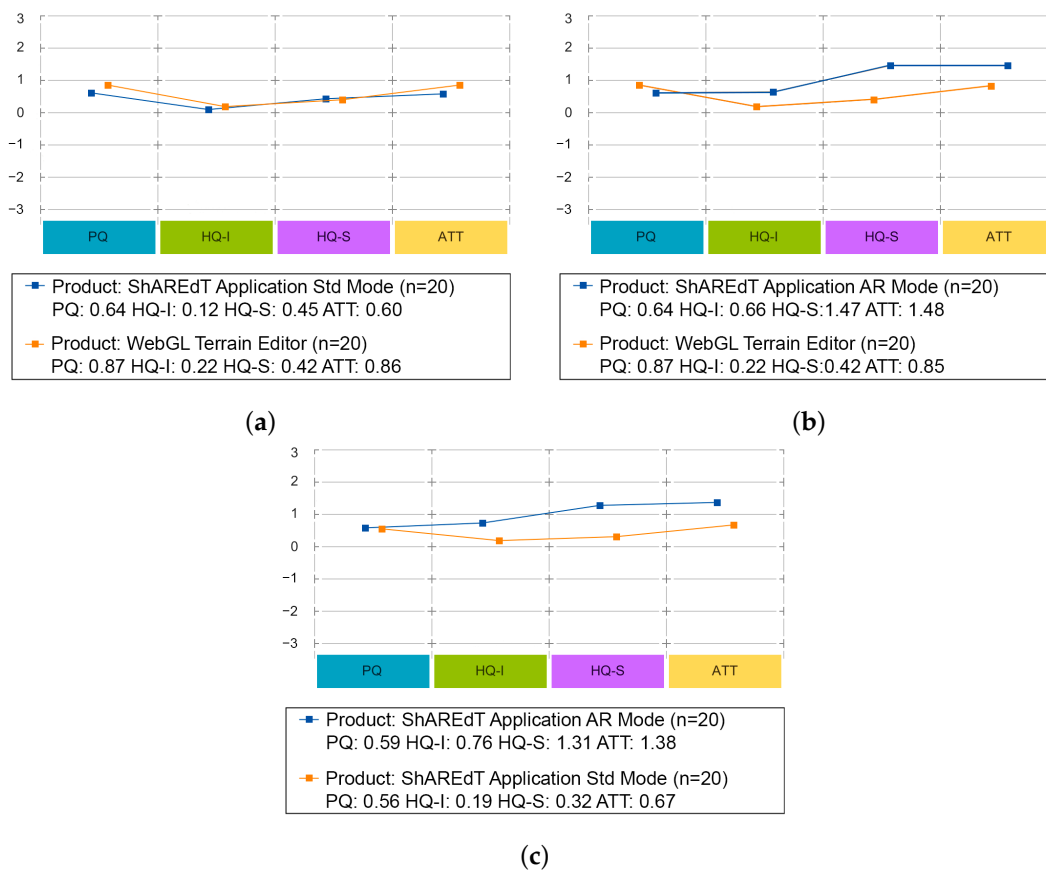 3
2
1
0
−1
−2
−3
PQ HQ-I HQ-S ATT
Product: ShAREdT Application Std Mode (n=20)
PQ: 0.64 HQ-I: 0.12 HQ-S: 0.45 ATT: 0.60
Product: WebGL Terrain Editor (n=20)
PQ: 0.87 HQ-I: 0.22 HQ-S: 0.42 ATT: 0.86
(a)
3
2
1
0
−1
−2
−3
PQ HQ-I HQ-S ATT
Product: ShAREdT Application AR Mode (n=20)
PQ: 0.64 HQ-I: 0.66 HQ-S:1.47 ATT: 1.48
Product: WebGL Terrain Editor (n=20)
PQ: 0.87 HQ-I: 0.22 HQ-S:0.42 ATT: 0.85
(b)
3
2
1
0
−1
−2
−3
PQ HQ-I HQ-S ATT
Product: ShAREdT Application AR Mode (n=20)
PQ: 0.59 HQ-I: 0.76 HQ-S: 1.31 ATT: 1.38
Product: ShAREdT Application Std Mode (n=20)
PQ: 0.56 HQ-I: 0.19 HQ-S: 0.32 ATT: 0.67
(c)